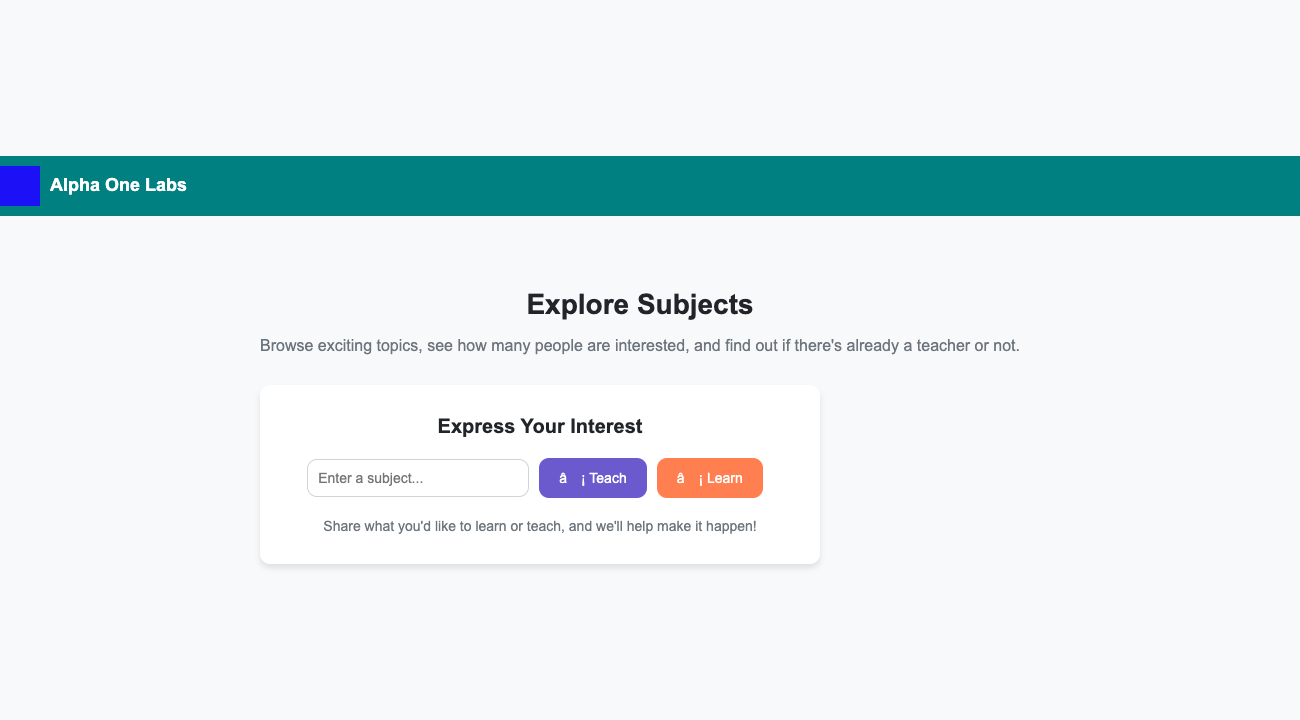 Alpha One Labs
Explore Subjects
Browse exciting topics, see how many people are interested, and find out if there's already a teacher or not.
Express Your Interest
Enter a subject...
â ¡ Teach
â ¡ Learn
Share what you'd like to learn or teach, and we'll help make it happen!